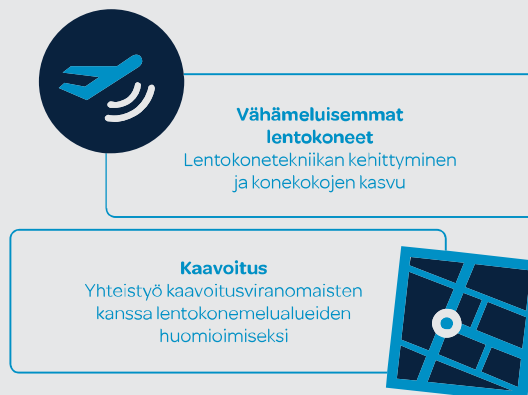 Vähämeluisemmat
lentokoneet
Lentokonetekniikan kehittyminen
ja konekokojen kasvu
Kaavoitus
Yhteistyö kaavoitusviranomaisten
kanssa lentokonemelualueiden
huomioimiseksi